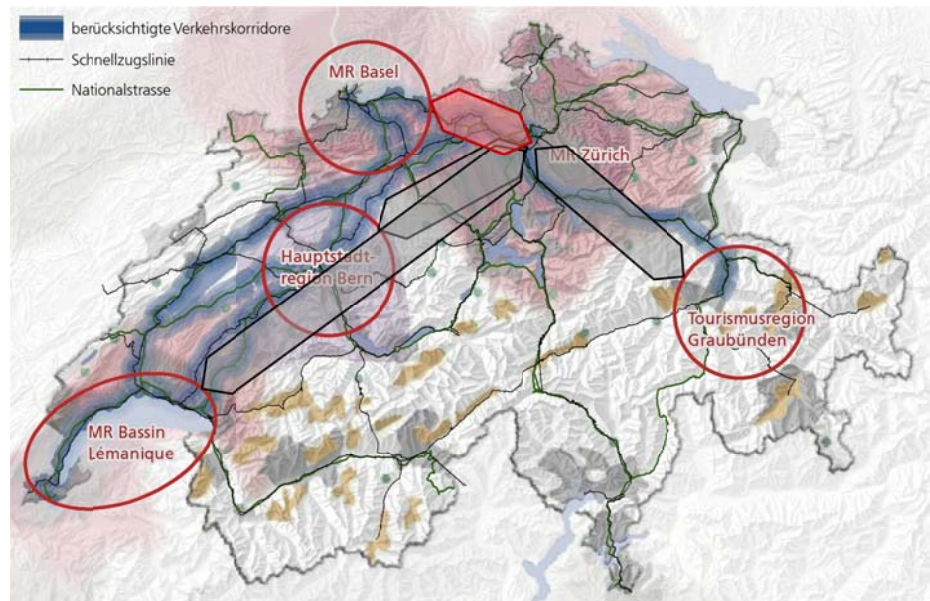 berücksichtigte Verkehrskorridore
Schnellzugslinie
Nationalstrasse
MR Basel
MR Zürich
Hauptstadt-
region Bern
Tourismusregion
Graubünden
MR Bassin
Lémanique